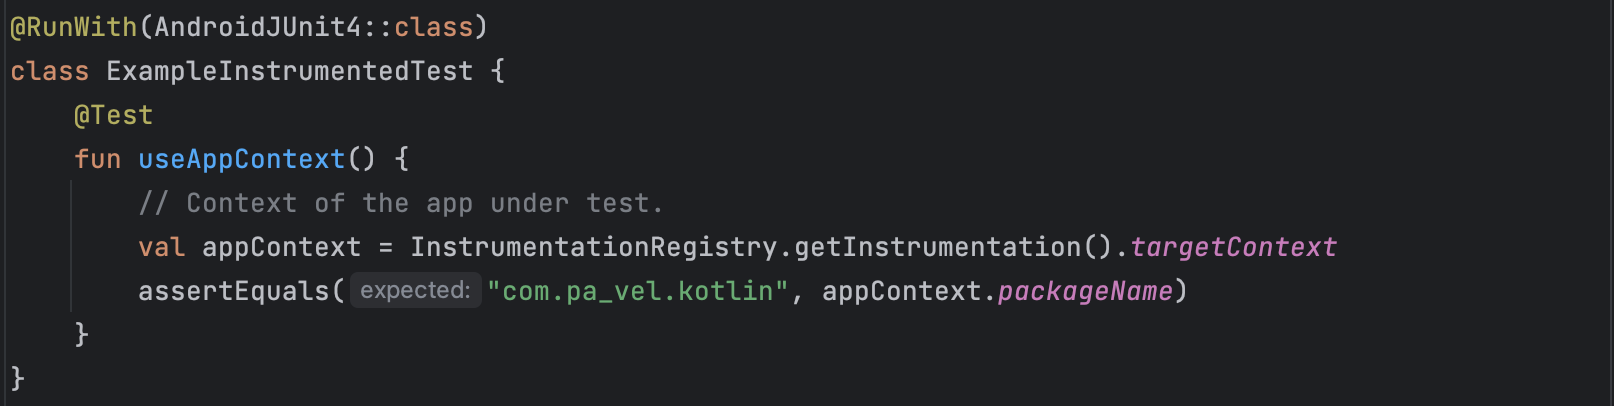 @RunWith(AndroidJUnit4::class)
class ExampleInstrumentedTest {
    @Test
    fun useAppContext() {
        // Context of the app under test.
        val appContext = InstrumentationRegistry.getInstrumentation().targetContext
        assertEquals( expected: "com.pa_vel.kotlin", appContext.packageName)
    }
}